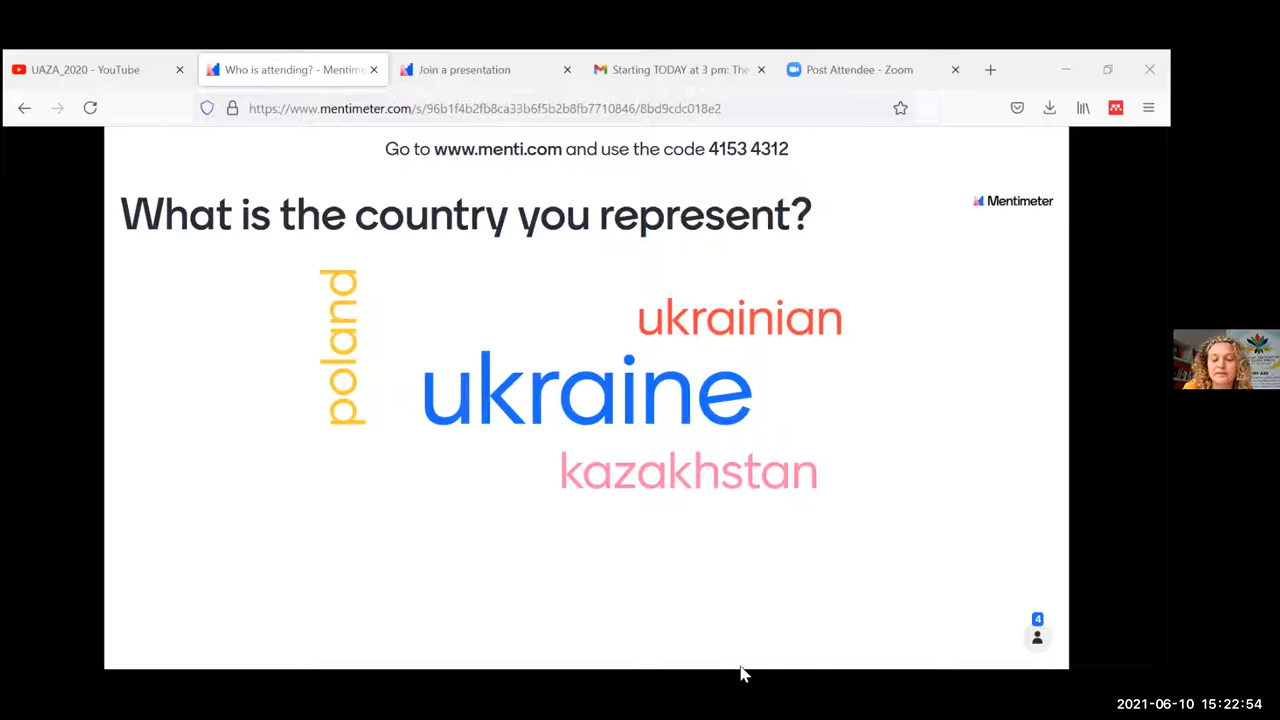 UAZA_2020 - YouTube
Who is attending? - Mentime
Join a presentation
Starting TODAY at 3 pm: The
Post Attendee - Zoom
https://www.mentimeter.com/s/96b1f4b2fb8ca33b6f5b2b8fb7710846/8bd9cdc018e2
Go to www.menti.com and use the code 4153 4312
What is the country you represent?
Mentimeter
poland
ukrainian
ukraine
kazakhstan
4
2021-06-10 15:22:54